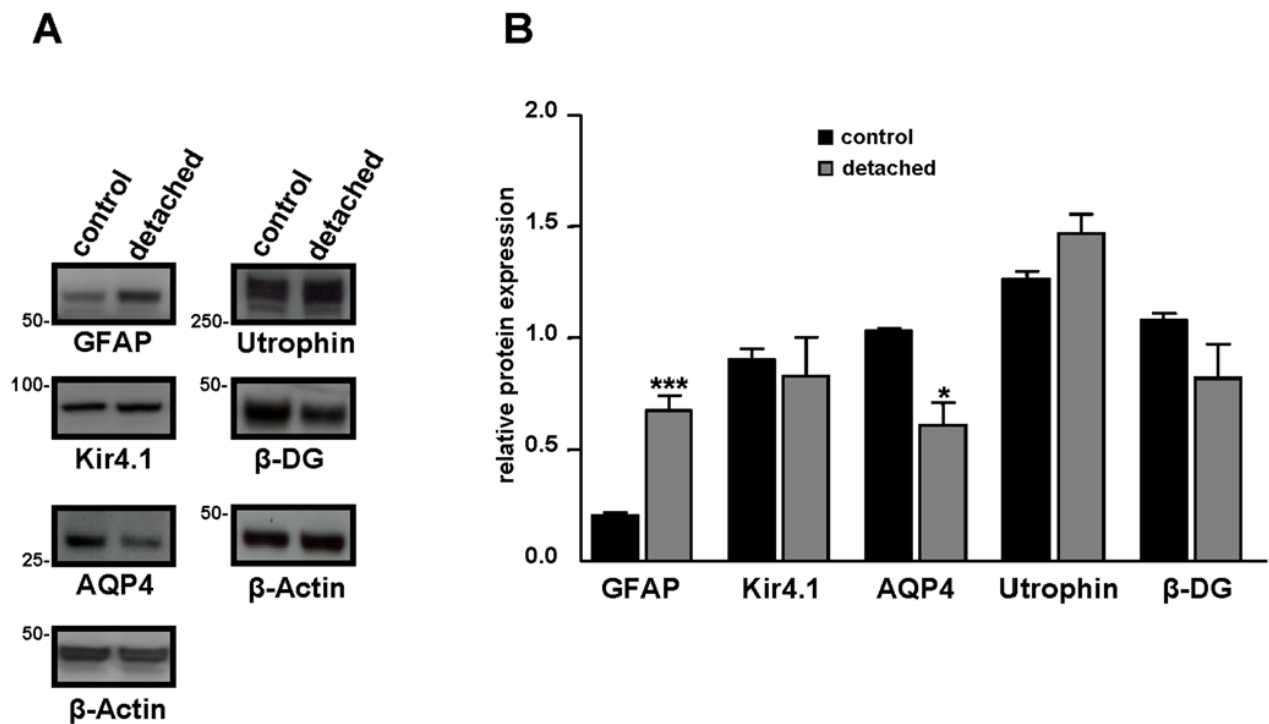 A
control
detached
control
detached
50-
GFAP
250-
Utrophin
100-
Kir4.1
50-
β-DG
25-
AQP4
50-
β-Actin
50-
β-Actin
B
2.0
1.5
1.0
0.5
0.0
relative protein expression
control
detached
***
*
GFAP Kir4.1 AQP4 Utrophin β-DG